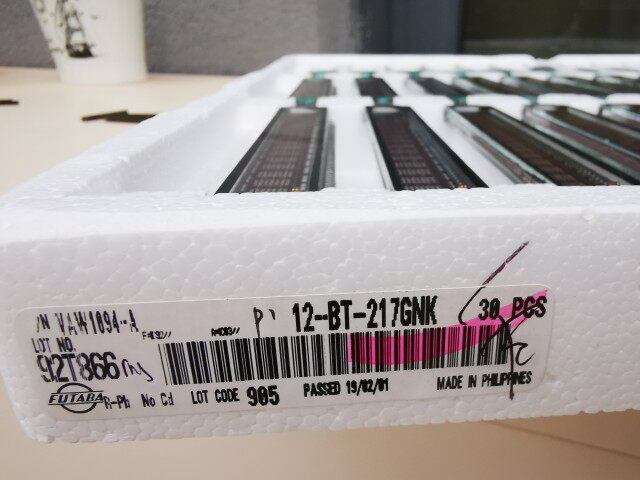 /N VAW1094-A
12-BT-217GNK
30 PCS
LOT NO.
92T866
FUTABA
R-Pb No Cd
LOT CODE 905
PASSED 19/02/01
MADE IN PHILIPPINES